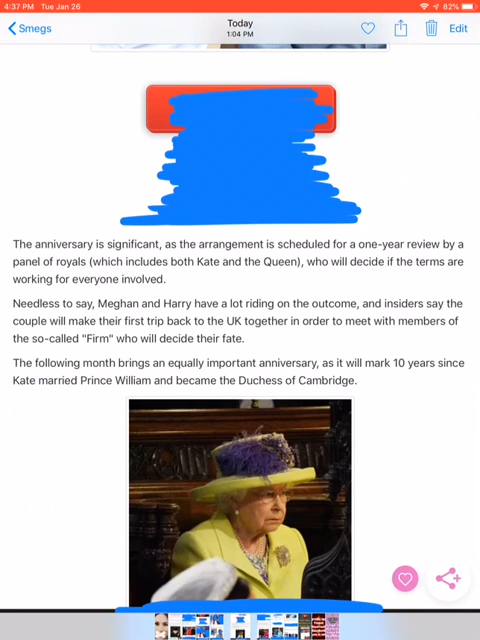 4:37 PM Tue Jan 26
82%
Smegs
Today
1:04 PM
Edit
The anniversary is significant, as the arrangement is scheduled for a one-year review by a
panel of royals (which includes both Kate and the Queen), who will decide if the terms are
working for everyone involved.
Needless to say, Meghan and Harry have a lot riding on the outcome, and insiders say the
couple will make their first trip back to the UK together in order to meet with members of
the so-called "Firm" who will decide their fate.
The following month brings an equally important anniversary, as it will mark 10 years since
Kate married Prince William and became the Duchess of Cambridge.